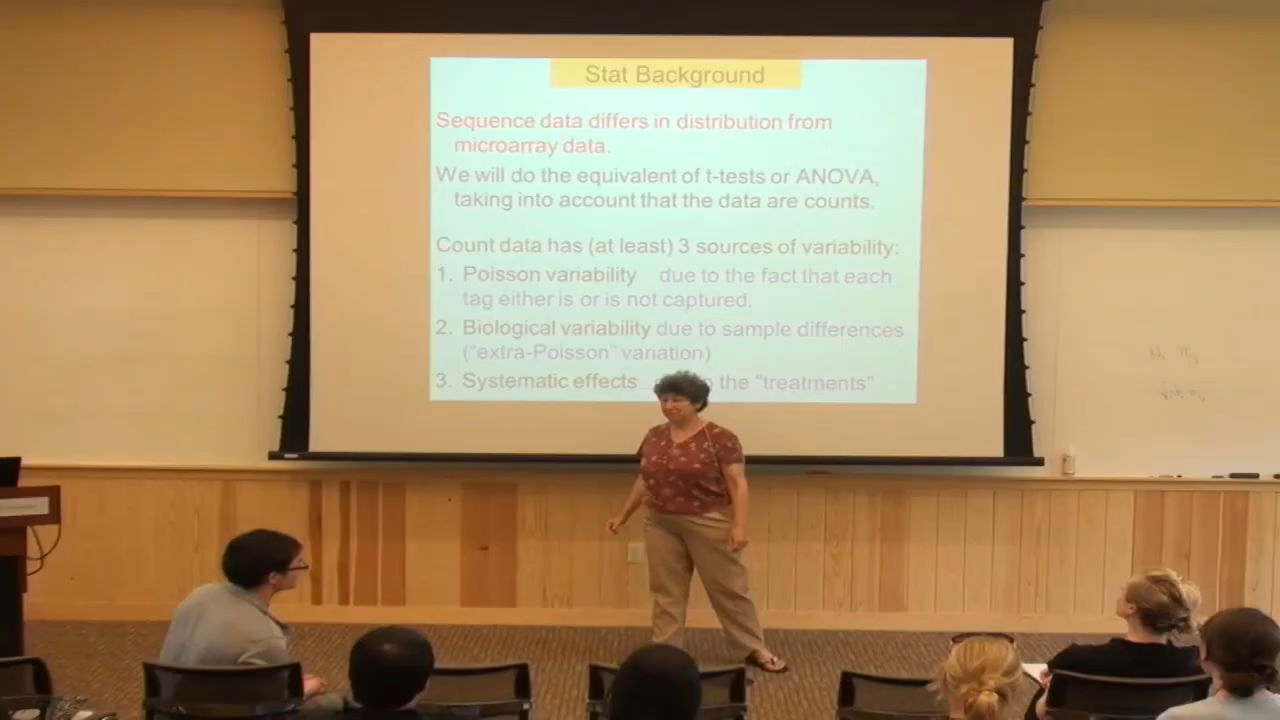 Stat Background
Sequence data differs in distribution from
microarray data.
We will do the equivalent of t-tests or ANOVA,
taking into account that the data are counts.
Count data has (at least) 3 sources of variability:
1. Poisson variability due to the fact that each
tag either is or is not captured.
2. Biological variability due to sample differences
("extra-Poisson" variation)
3. Systematic effects the "treatments"